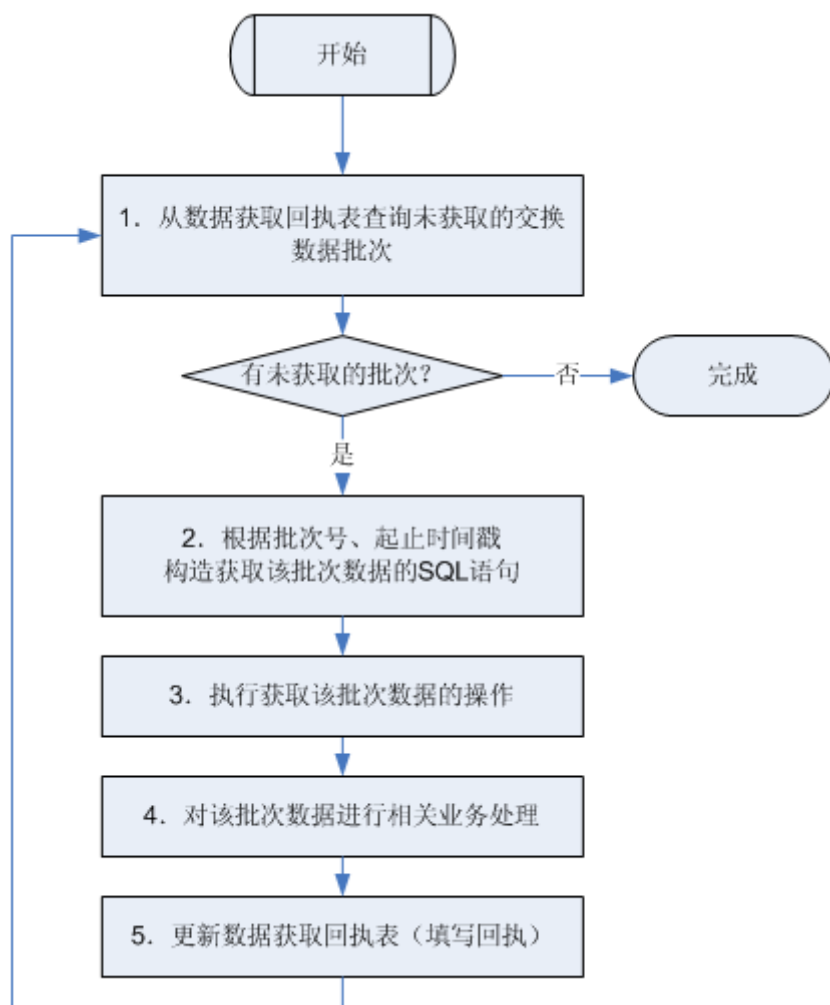 开始
1. 从数据获取回执表查询未获取的交换
数据批次
有未获取的批次?
否
完成
是
2. 根据批次号、起止时间戳
构造获取该批次数据的SQL语句
3. 执行获取该批次数据的操作
4. 对该批次数据进行相关业务处理
5. 更新数据获取回执表（填写回执）